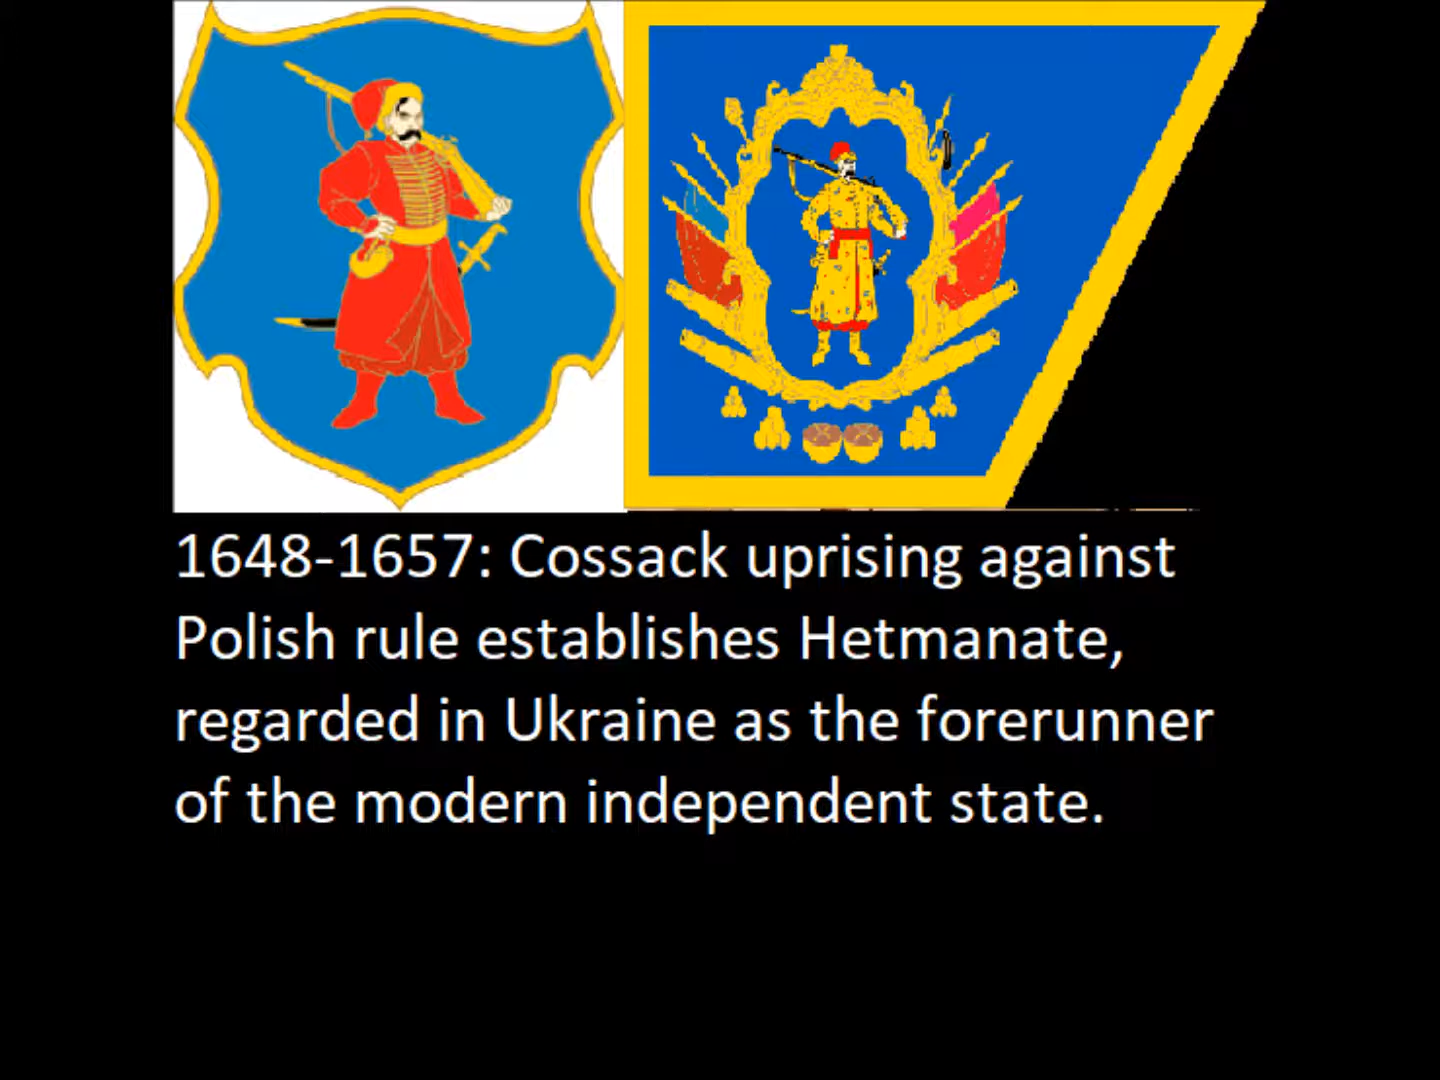 1648-1657: Cossack uprising against
Polish rule establishes Hetmanate,
regarded in Ukraine as the forerunner
of the modern independent state.